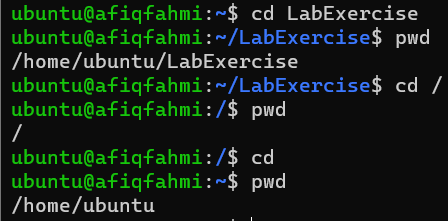 ubuntu@afiqfahmi:~$ cd LabExercise
ubuntu@afiqfahmi:~/LabExercise$ pwd
/home/ubuntu/LabExercise
ubuntu@afiqfahmi:~/LabExercise$ cd /
ubuntu@afiqfahmi:/$ pwd
/
ubuntu@afiqfahmi:/$ cd
ubuntu@afiqfahmi:~$ pwd
/home/ubuntu